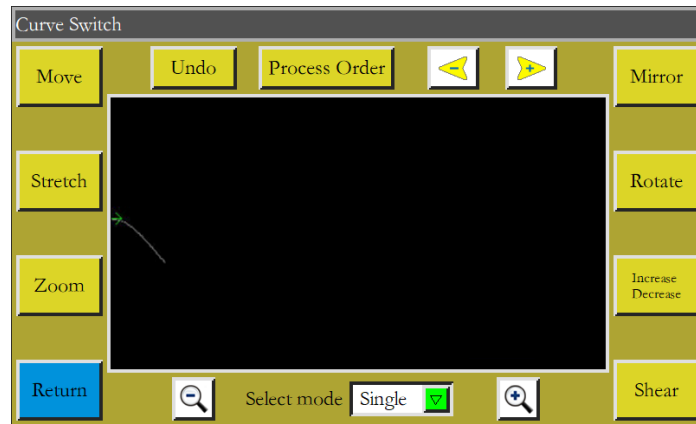 Curve Switch
Move
Undo
Process Order
-
+
Mirror
Stretch
Rotate
Zoom
Increase
Decrease
Return
Select mode
Single
Shear